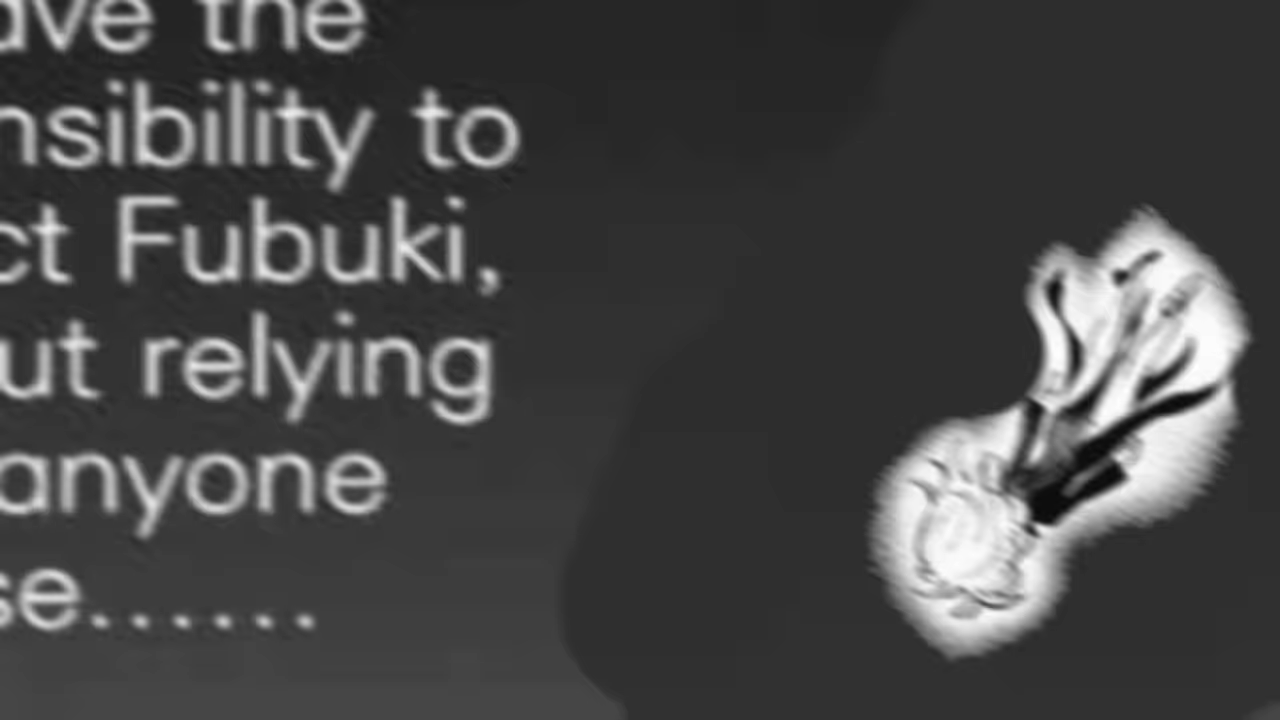 ave the
nsibility to
ct Fubuki,
ut relying
anyone
se......